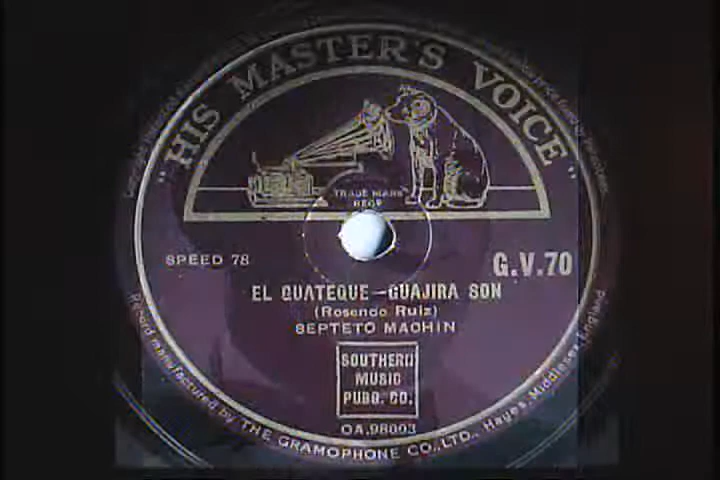 "HIS MASTER'S VOICE"
TRADE MARK
REGD
SPEED 78
G.V.70
EL GUATEQUE—GUAJIRA SON
(Rosendo Ruiz)
SEPTETO MACHIN
SOUTHERN
MUSIC
PUBG. CO.
OA.98003
Record manufactured by THE GRAMOPHONE CO., LTD., Hayes, Middlesex, England